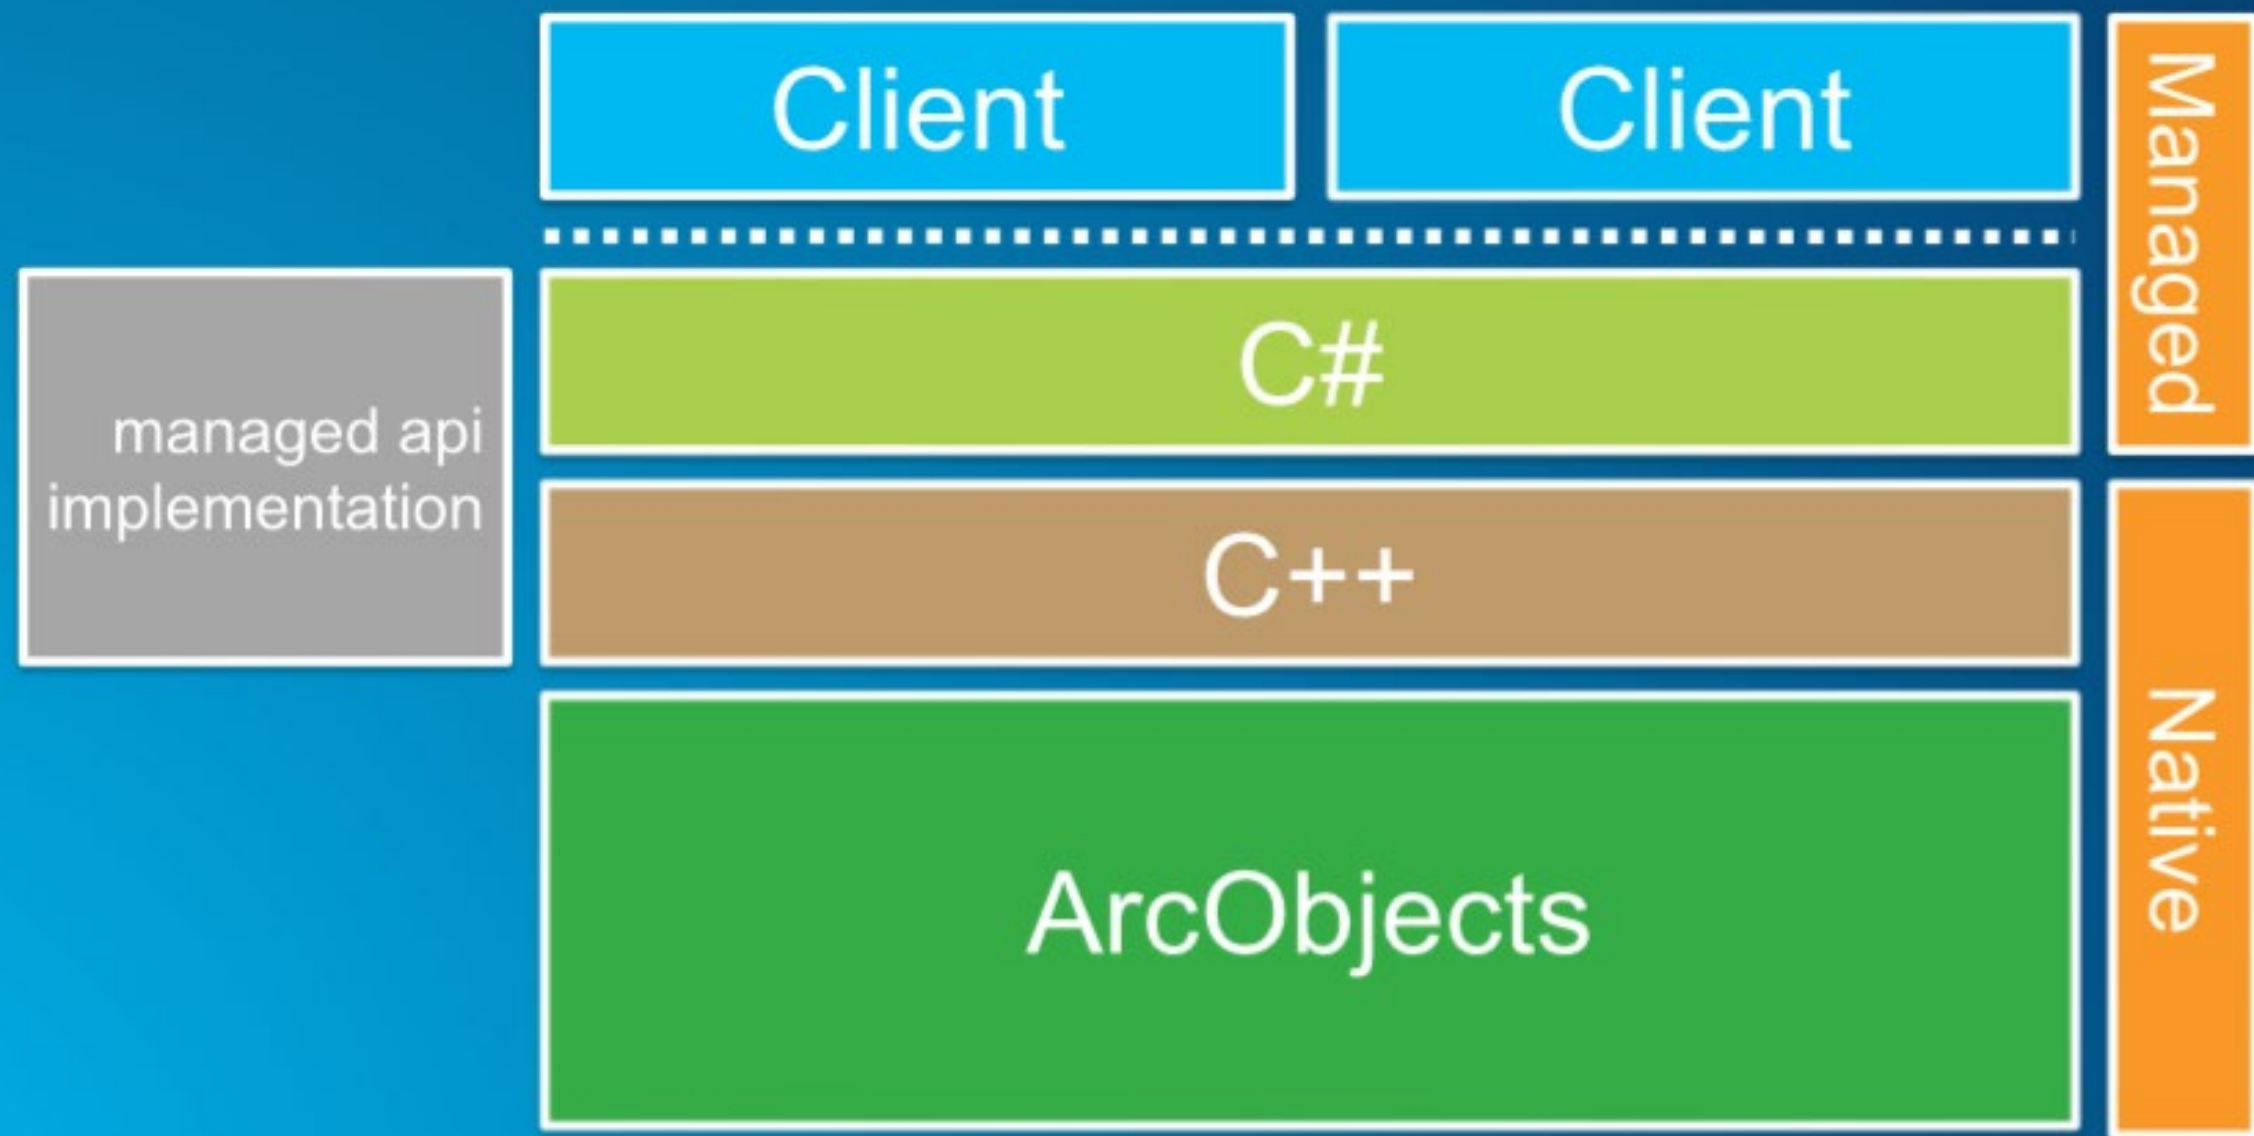 Client
Client
Managed
managed api
implementation
C#
C++
Native
ArcObjects